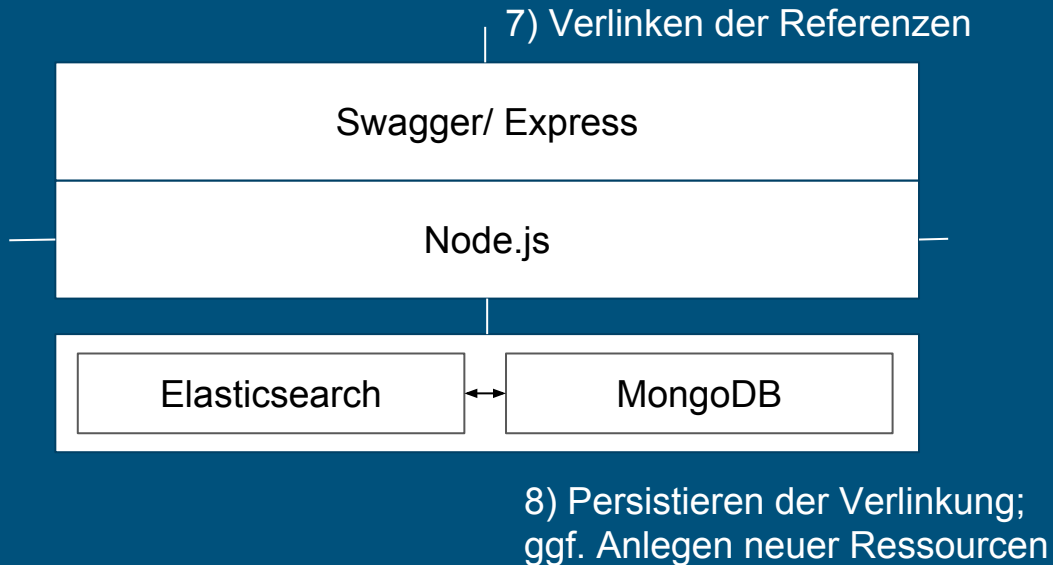 7) Verlinken der Referenzen
Swagger/ Express
Node.js
Elasticsearch
MongoDB
8) Persistieren der Verlinkung;
ggf. Anlegen neuer Ressourcen